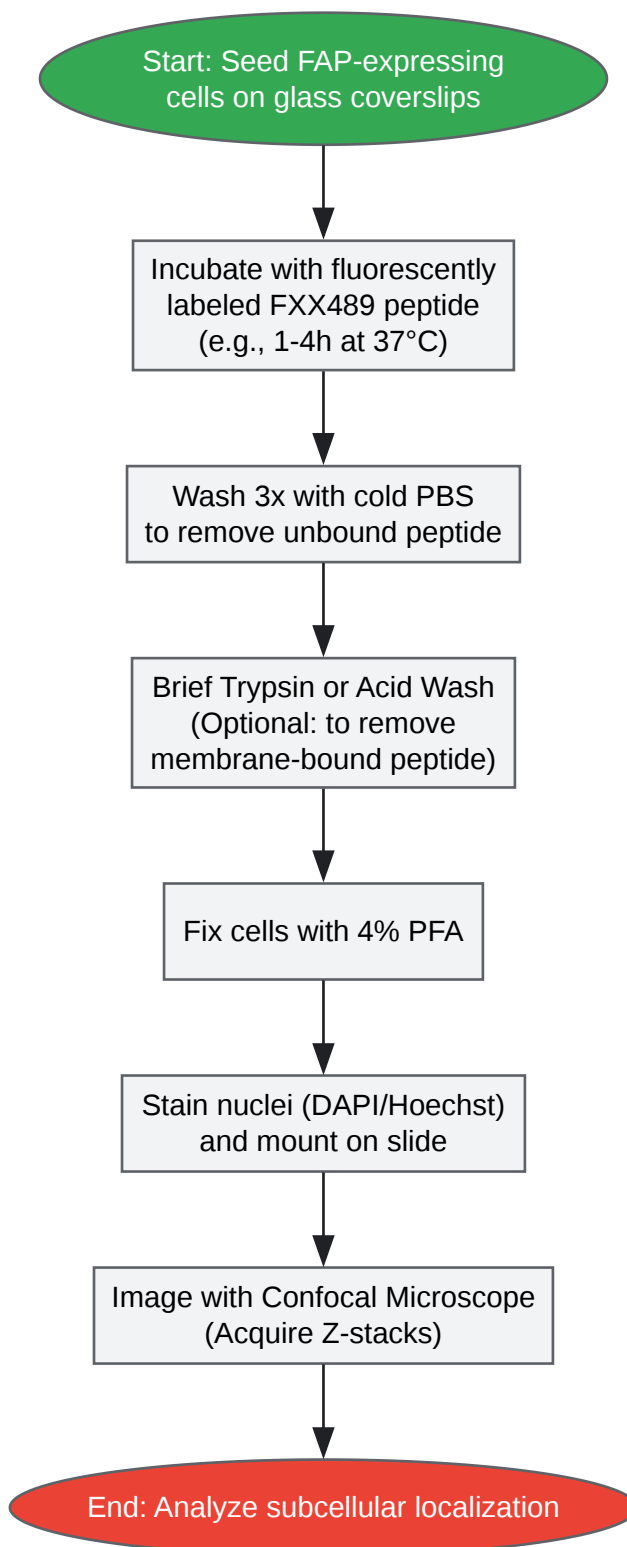 Start: Seed FAP-expressing
cells on glass coverslips
Incubate with fluorescently
labeled FXX489 peptide
(e.g., 1-4h at 37°C)
Wash 3x with cold PBS
to remove unbound peptide
Brief Trypsin or Acid Wash
(Optional: to remove
membrane-bound peptide)
Fix cells with 4% PFA
Stain nuclei (DAPI/Hoechst)
and mount on slide
Image with Confocal Microscope
(Acquire Z-stacks)
End: Analyze subcellular localization